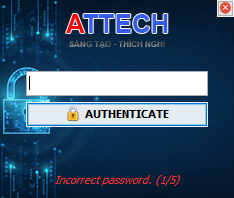 ATTECH
SÁNG TẠO - THÍCH NGHI
AUTHENTICATE
Incorrect password. (1/5)